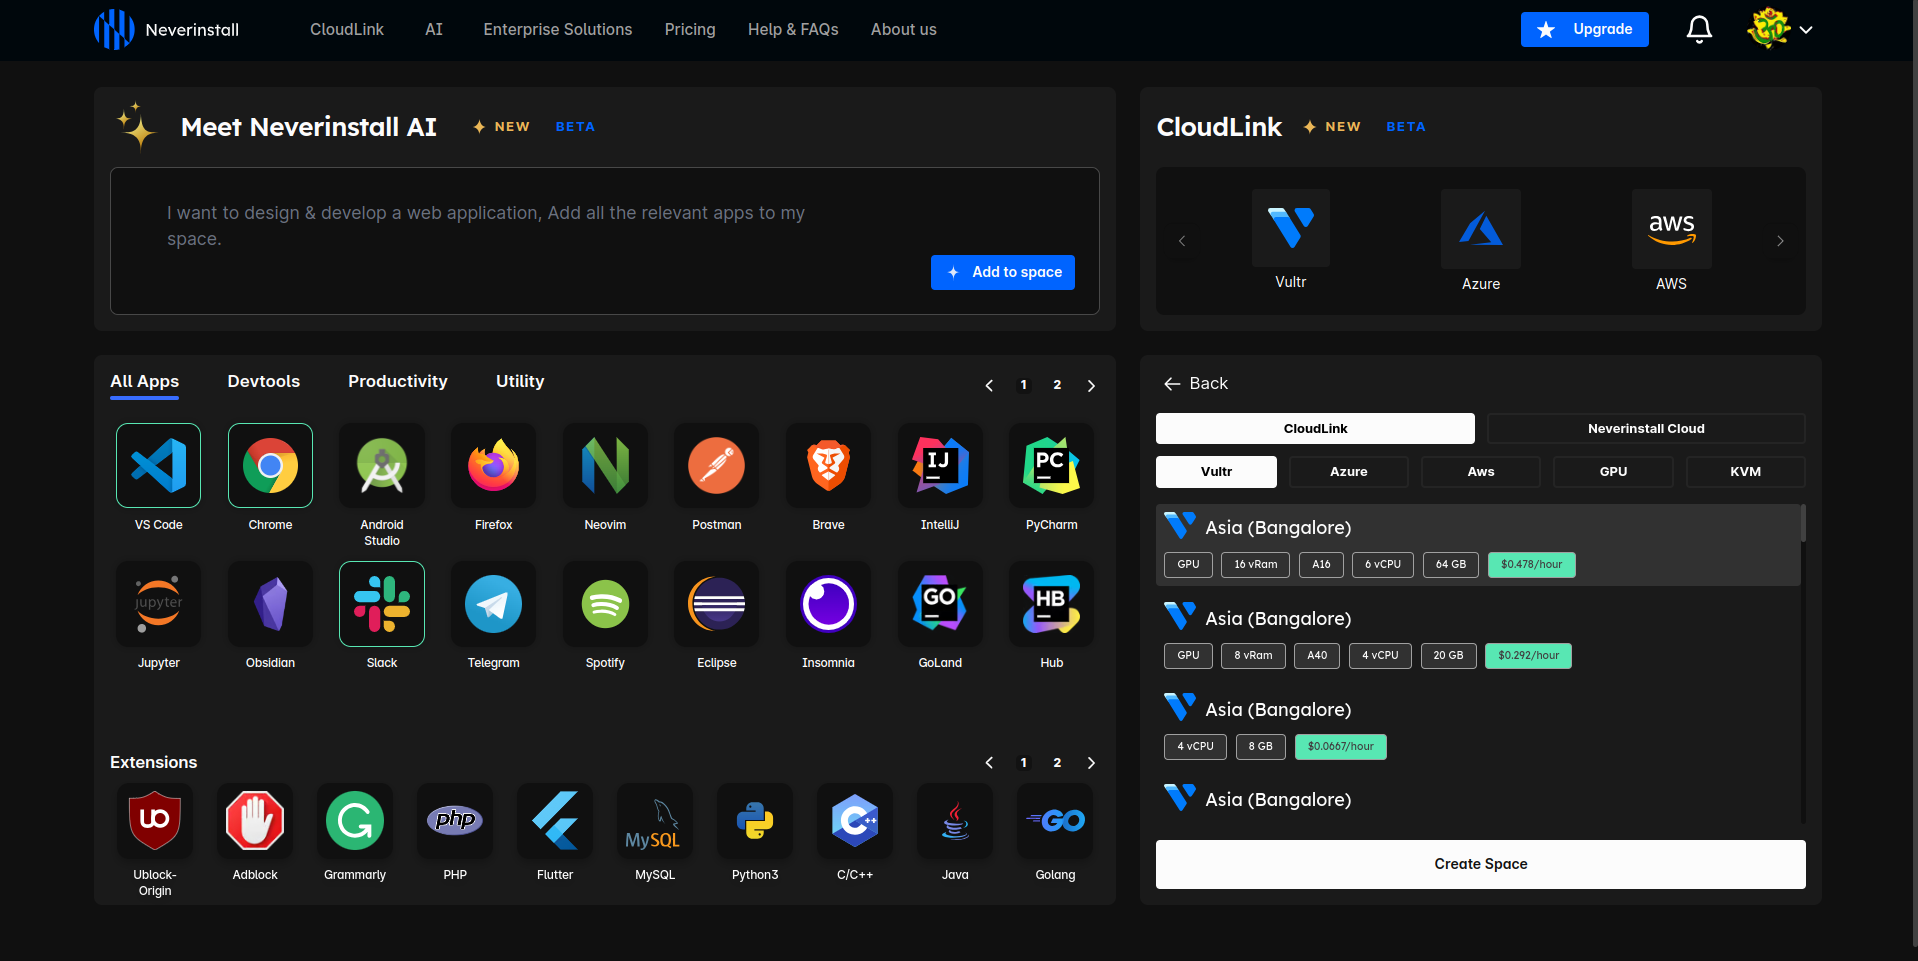 Neverinstall
CloudLink
AI
Enterprise Solutions
Pricing
Help & FAQs
About us
Upgrade
Meet Neverinstall AI
NEW
BETA
I want to design & develop a web application, Add all the relevant apps to my
space.
Add to space
CloudLink
NEW
BETA
Vultr
Azure
aws
AWS
All Apps
Devtools
Productivity
Utility
1
2
VS Code
Chrome
Android
Studio
Firefox
Neovim
Postman
Brave
IJ
IntelliJ
PC
PyCharm
jupyter
Jupyter
Obsidian
Slack
Telegram
Spotify
Eclipse
Insomnia
GO
GoLand
HB
Hub
Extensions
1
2
UO
Ublock-
Origin
Adblock
G
Grammarly
php
PHP
Flutter
MySQL
MySQL
Python3
C++
C/C++
Java
GO
Golang
Back
CloudLink
Neverinstall Cloud
Vultr
Azure
Aws
GPU
KVM
Asia (Bangalore)
GPU
16 vRam
A16
6 vCPU
64 GB
$0.478/hour
Asia (Bangalore)
GPU
8 vRam
A40
4 vCPU
20 GB
$0.292/hour
Asia (Bangalore)
4 vCPU
8 GB
$0.0667/hour
Asia (Bangalore)
Create Space